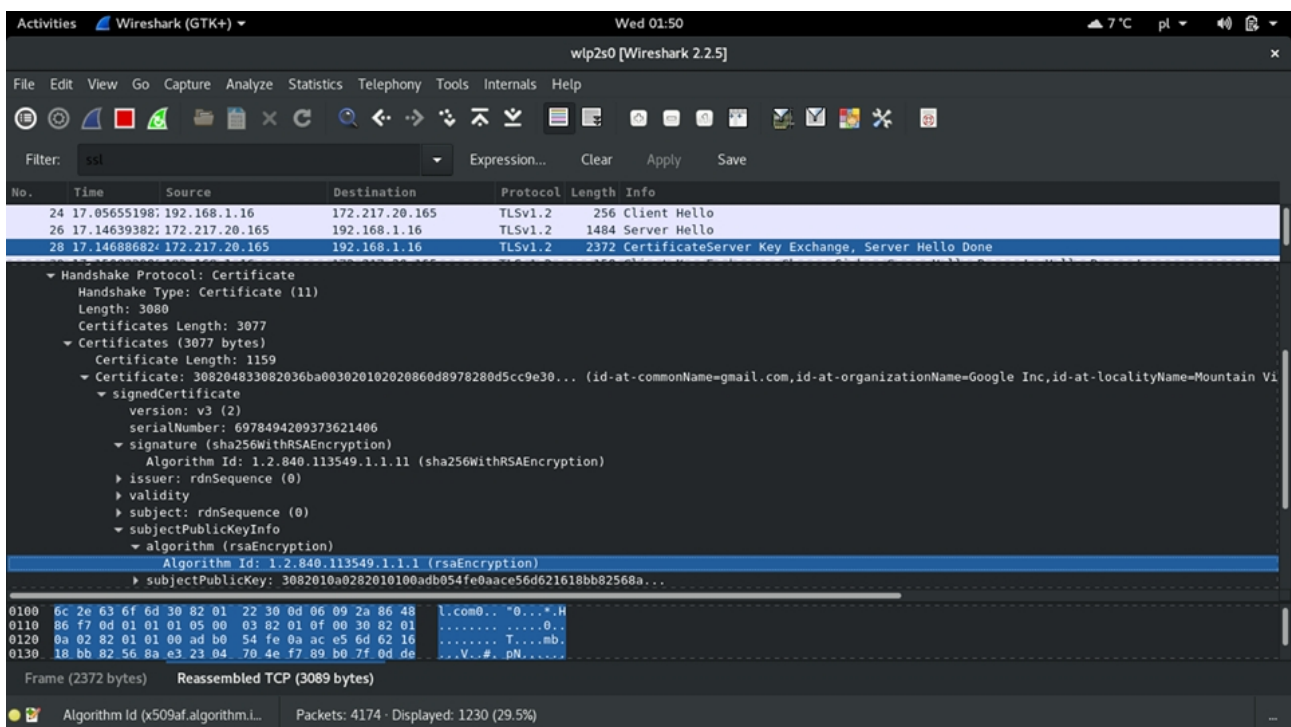 Activities Wireshark (GTK+) Wed 01:50 7°C pl
wlp2s0 [Wireshark 2.2.5]
File Edit View Go Capture Analyze Statistics Telephony Tools Internals Help
Filter: ssl Expression... Clear Apply Save
No. Time Source Destination Protocol Length Info
24 17.056551987 192.168.1.16 172.217.20.165 TLSv1.2 256 Client Hello
26 17.146393827 172.217.20.165 192.168.1.16 TLSv1.2 1484 Server Hello
28 17.146886824 172.217.20.165 192.168.1.16 TLSv1.2 2372 CertificateServer Key Exchange, Server Hello Done
Handshake Protocol: Certificate
Handshake Type: Certificate (11)
Length: 3080
Certificates Length: 3077
Certificates (3077 bytes)
Certificate Length: 1159
Certificate: 308204833082036ba003020102020860d8978280d5cc9e30... (id-at-commonName=gmail.com,id-at-organizationName=Google Inc,id-at-localityName=Mountain Vi
signedCertificate
version: v3 (2)
serialNumber: 6978494209373621406
signature (sha256WithRSAEncryption)
Algorithm Id: 1.2.840.113549.1.1.11 (sha256WithRSAEncryption)
issuer: rdnSequence (0)
validity
subject: rdnSequence (0)
subjectPublicKeyInfo
algorithm (rsaEncryption)
Algorithm Id: 1.2.840.113549.1.1.1 (rsaEncryption)
subjectPublicKey: 3082010a0282010100adb054fe0aace56d621618bb82568a...
0100 6c 2e 63 6f 6d 30 82 01 22 30 0d 06 09 2a 86 48 l.com0.. "0...*.H
0110 86 f7 0d 01 01 01 05 00 03 82 01 0f 00 30 82 01 ........ .....0..
0120 0a 02 82 01 01 00 ad b0 54 fe 0a ac e5 6d 62 16 ........ T....mb.
0130 18 bb 82 56 8a e3 23 04 70 4e f7 89 b0 7f 0d de ...V..#. pN......
Frame (2372 bytes) Reassembled TCP (3089 bytes)
Algorithm Id (x509af.algorithm.i... Packets: 4174 · Displayed: 1230 (29.5%)